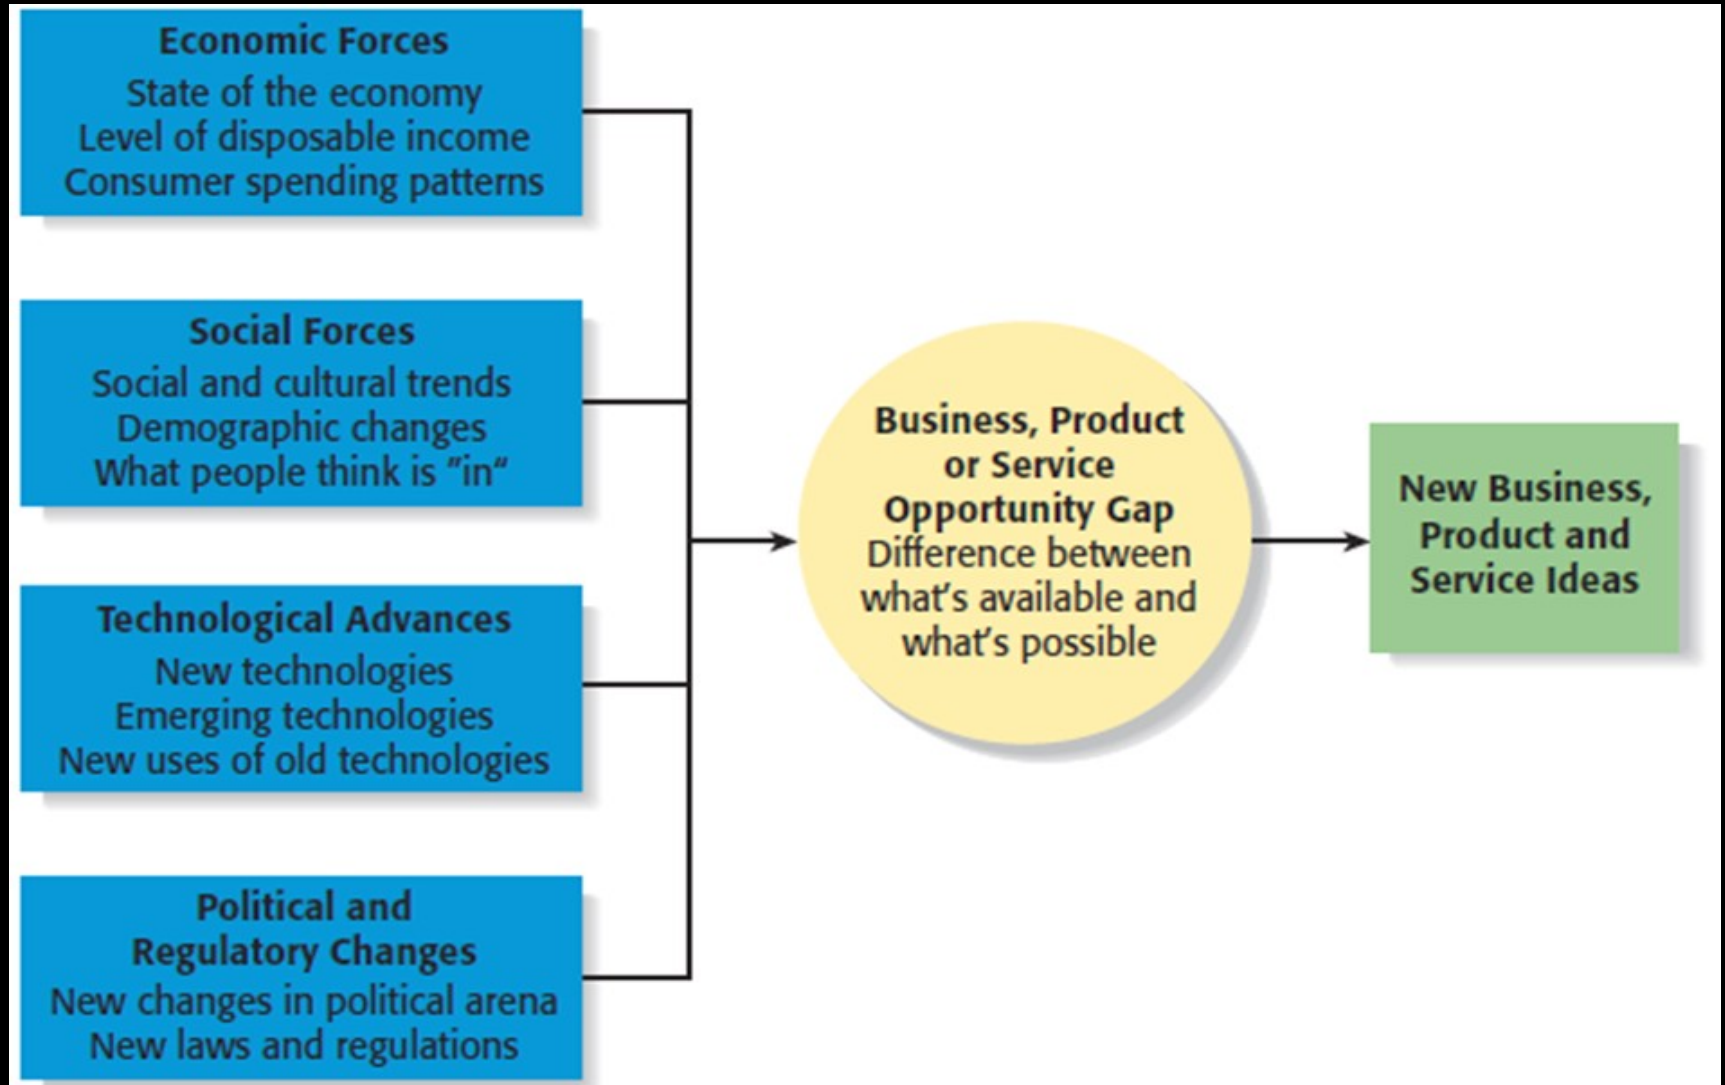 Economic Forces
State of the economy
Level of disposable income
Consumer spending patterns
Social Forces
Social and cultural trends
Demographic changes
What people think is ″in“
Technological Advances
New technologies
Emerging technologies
New uses of old technologies
Political and
Regulatory Changes
New changes in political arena
New laws and regulations
Business, Product
or Service
Opportunity Gap
Difference between
what's available and
what's possible
New Business,
Product and
Service Ideas